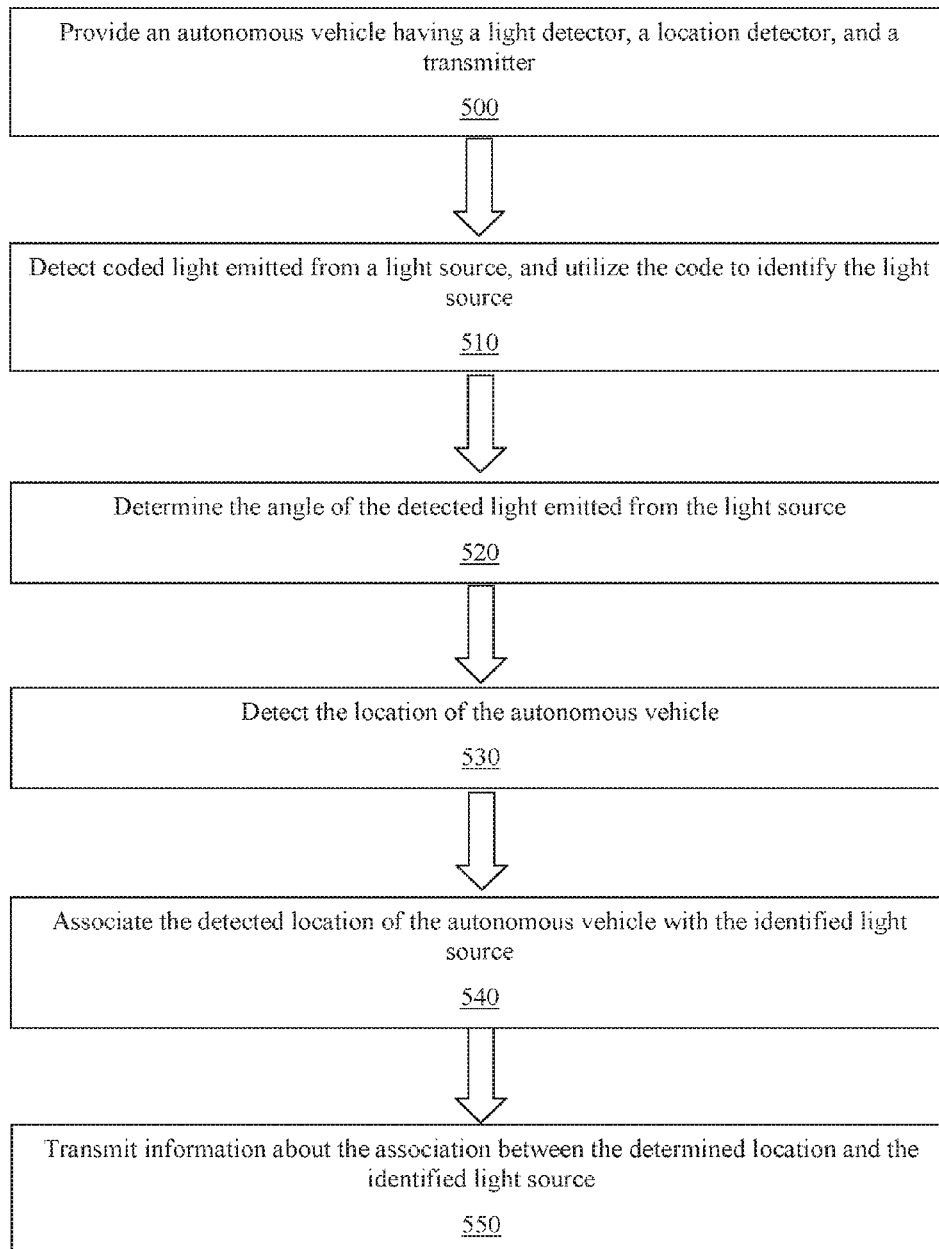 Provide an autonomous vehicle having a light detector, a location detector, and a
transmitter
500
Detect coded light emitted from a light source, and utilize the code to identify the light
source
510
Determine the angle of the detected light emitted from the light source
520
Detect the location of the autonomous vehicle
530
Associate the detected location of the autonomous vehicle with the identified light
source
540
Transmit information about the association between the determined location and the
identified light source
550